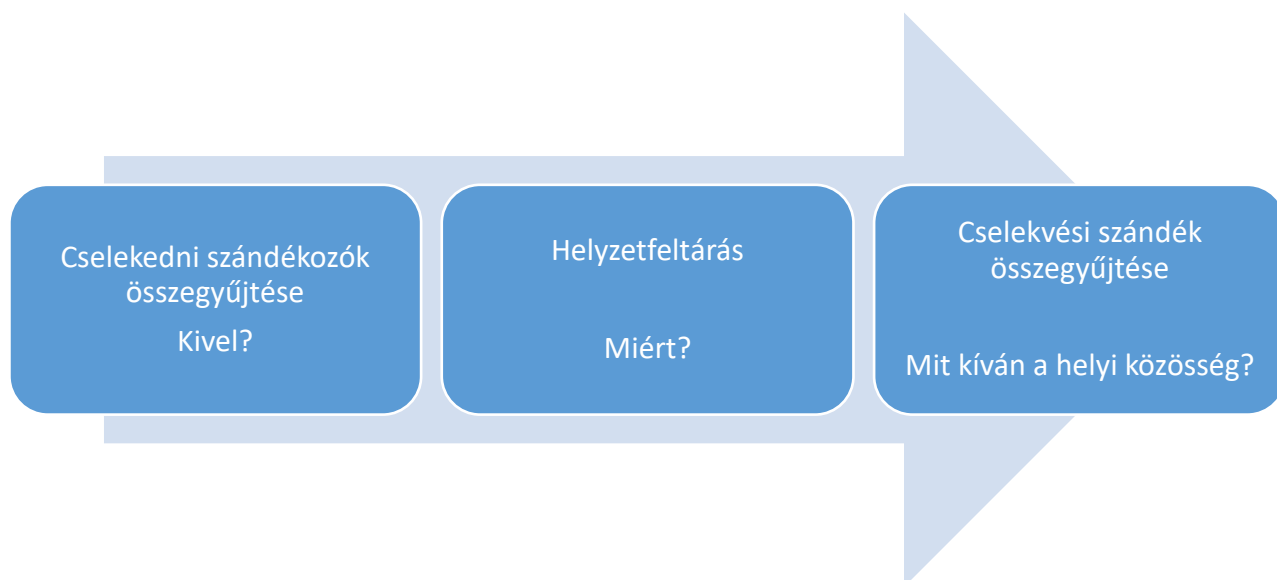 Cselekedni szándékozók
összegyűjtése
Kivel?
Helyzetfeltárás
Miért?
Cselekvési szándék
összegyűjtése
Mit kíván a helyi közösség?